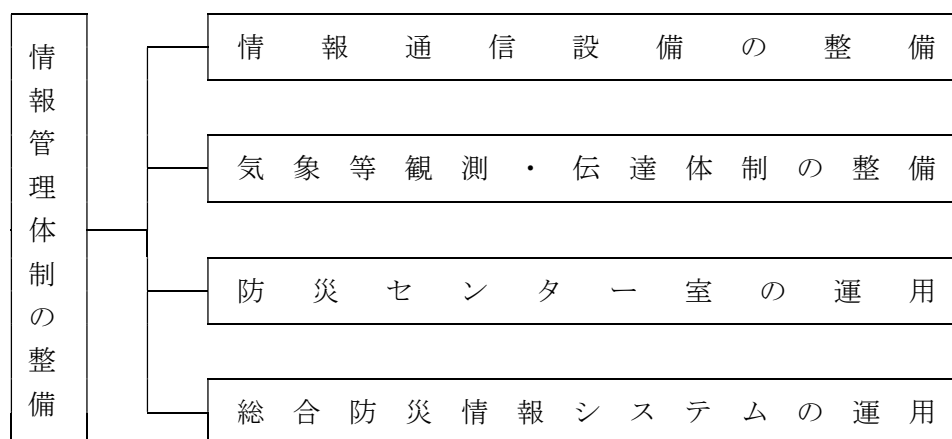 情報管理体制の整備
情報通信設備の整備
気象等観測・伝達体制の整備
防災センター室の運用
総合防災情報システムの運用